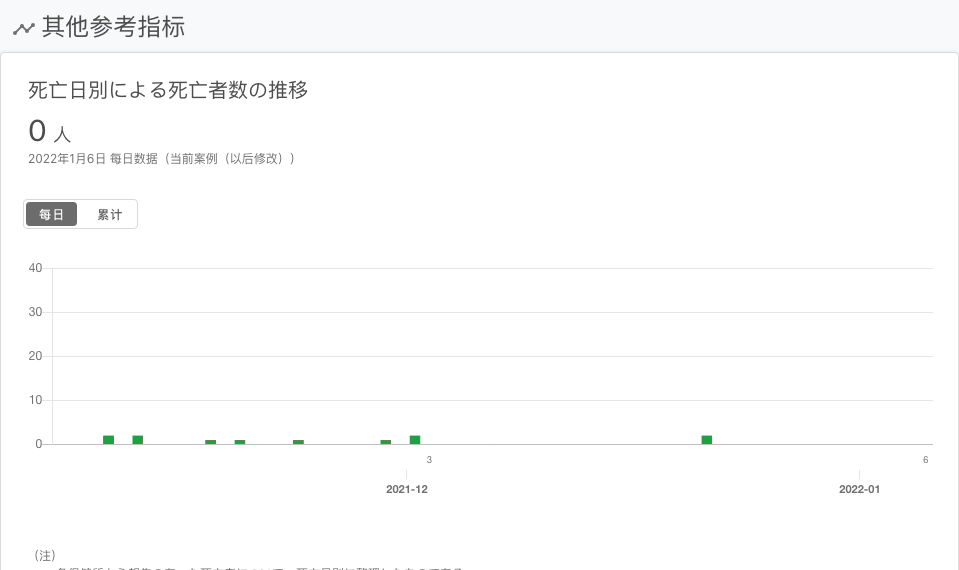 其他参考指标
死亡日別による死亡者数の推移
0 人
2022年1月6日 每日数据（当前案例（以后修改））
每日 累计
40
30
20
10
0
3 6
2021-12 2022-01
（注）